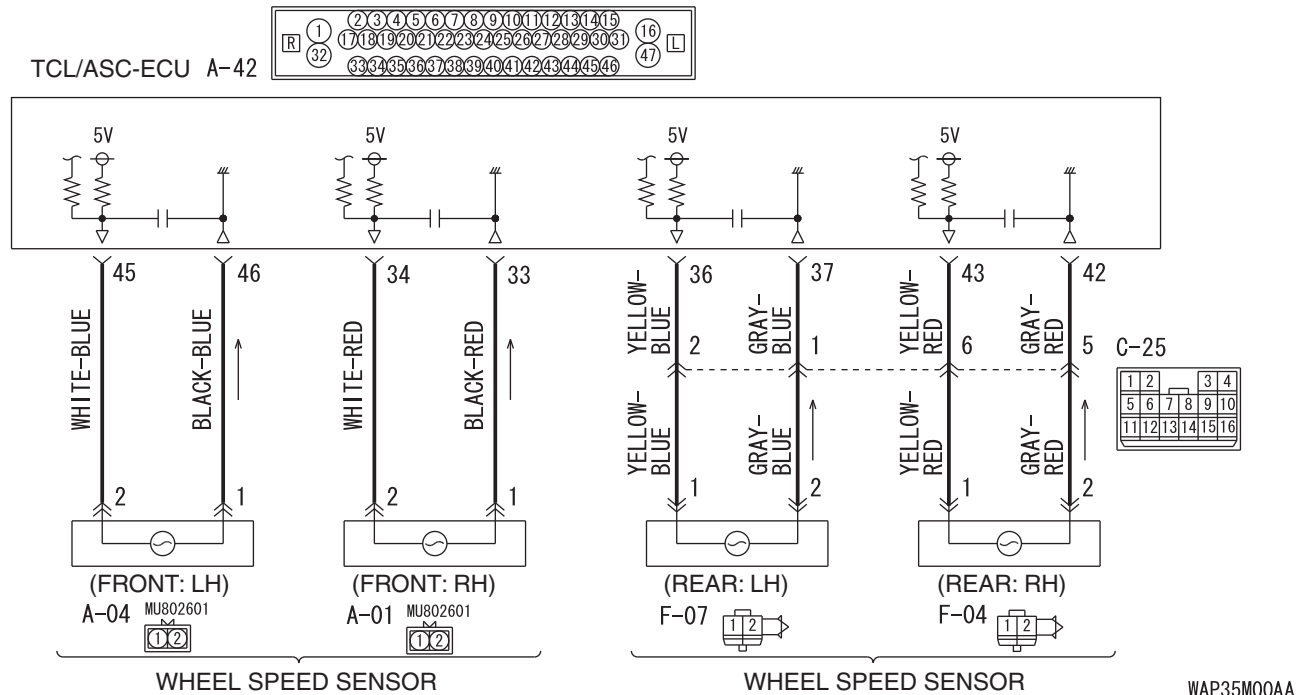 2 3 4 5 6 7 8 9 10 11 12 13 14 15
R 1 16 L
17 18 19 20 21 22 23 24 25 26 27 28 29 30 31
32 47
33 34 35 36 37 38 39 40 41 42 43 44 45 46
TCL/ASC-ECU A-42
5V 5V 5V 5V
45 46 34 33 36 37 43 42
WHITE-BLUE
BLACK-BLUE
WHITE-RED
BLACK-RED
YELLOW-
BLUE
GRAY-
BLUE
YELLOW-
RED
GRAY-
RED
2 1 6 5
C-25
1 2 3 4
5 6 7 8 9 10
11 12 13 14 15 16
YELLOW-
BLUE
GRAY-
BLUE
YELLOW-
RED
GRAY-
RED
2 1 2 1 1 2 1 2
(FRONT: LH) (FRONT: RH) (REAR: LH) (REAR: RH)
A-04 MU802601
1 2
A-01 MU802601
1 2
F-07
1 2
F-04
1 2
WHEEL SPEED SENSOR WHEEL SPEED SENSOR
WAP35M00AA